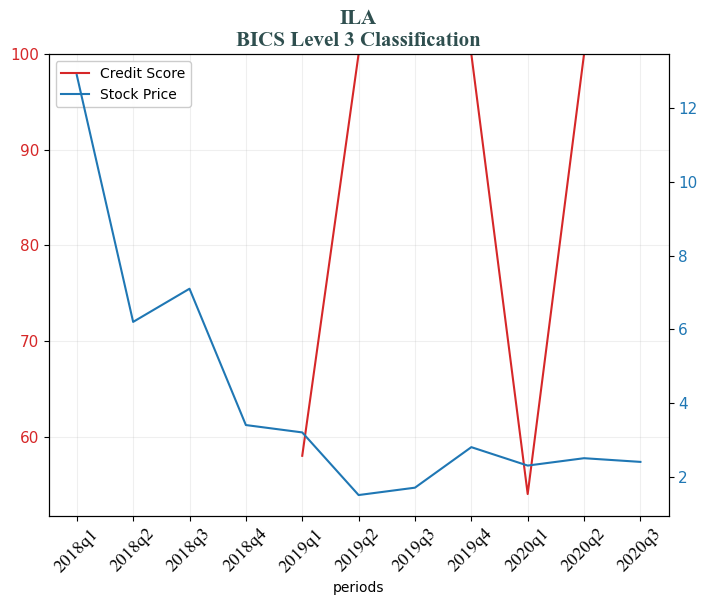 ILA
BICS Level 3 Classification
Credit Score
Stock Price
100
90
80
70
60
12
10
8
6
4
2
2018q1
2018q2
2018q3
2018q4
2019q1
2019q2
2019q3
2019q4
2020q1
2020q2
2020q3
periods